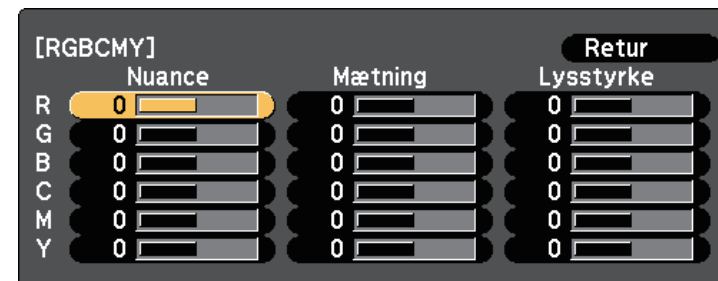 [RGBCMY] Retur
Nuance Mætning Lysstyrke
R 0 0 0
G 0 0 0
B 0 0 0
C 0 0 0
M 0 0 0
Y 0 0 0